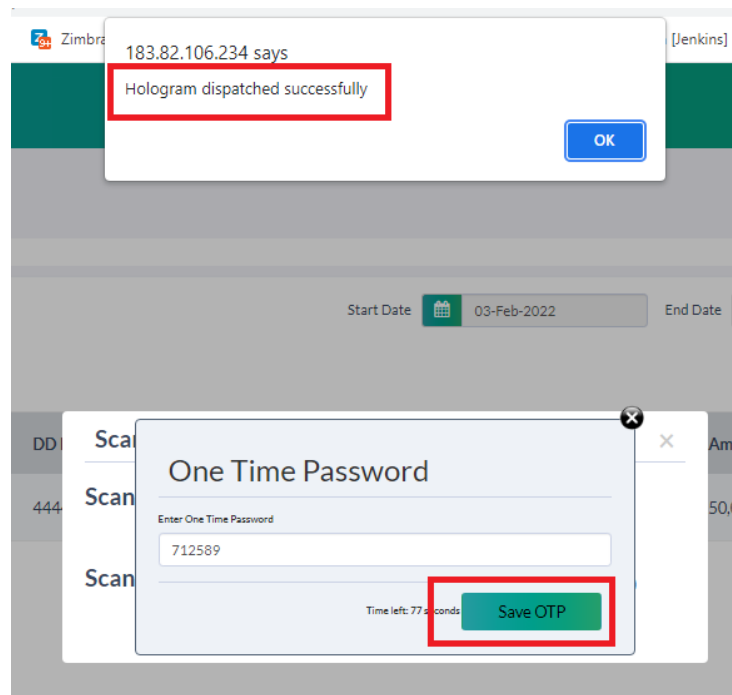 Zimbra
[Jenkins]
183.82.106.234 says
Hologram dispatched successfully
OK
Start Date
03-Feb-2022
End Date
DD
Scan
Am
One Time Password
444
Scan
50,
Enter One Time Password
712589
Scan
Time left: 77 seconds
Save OTP